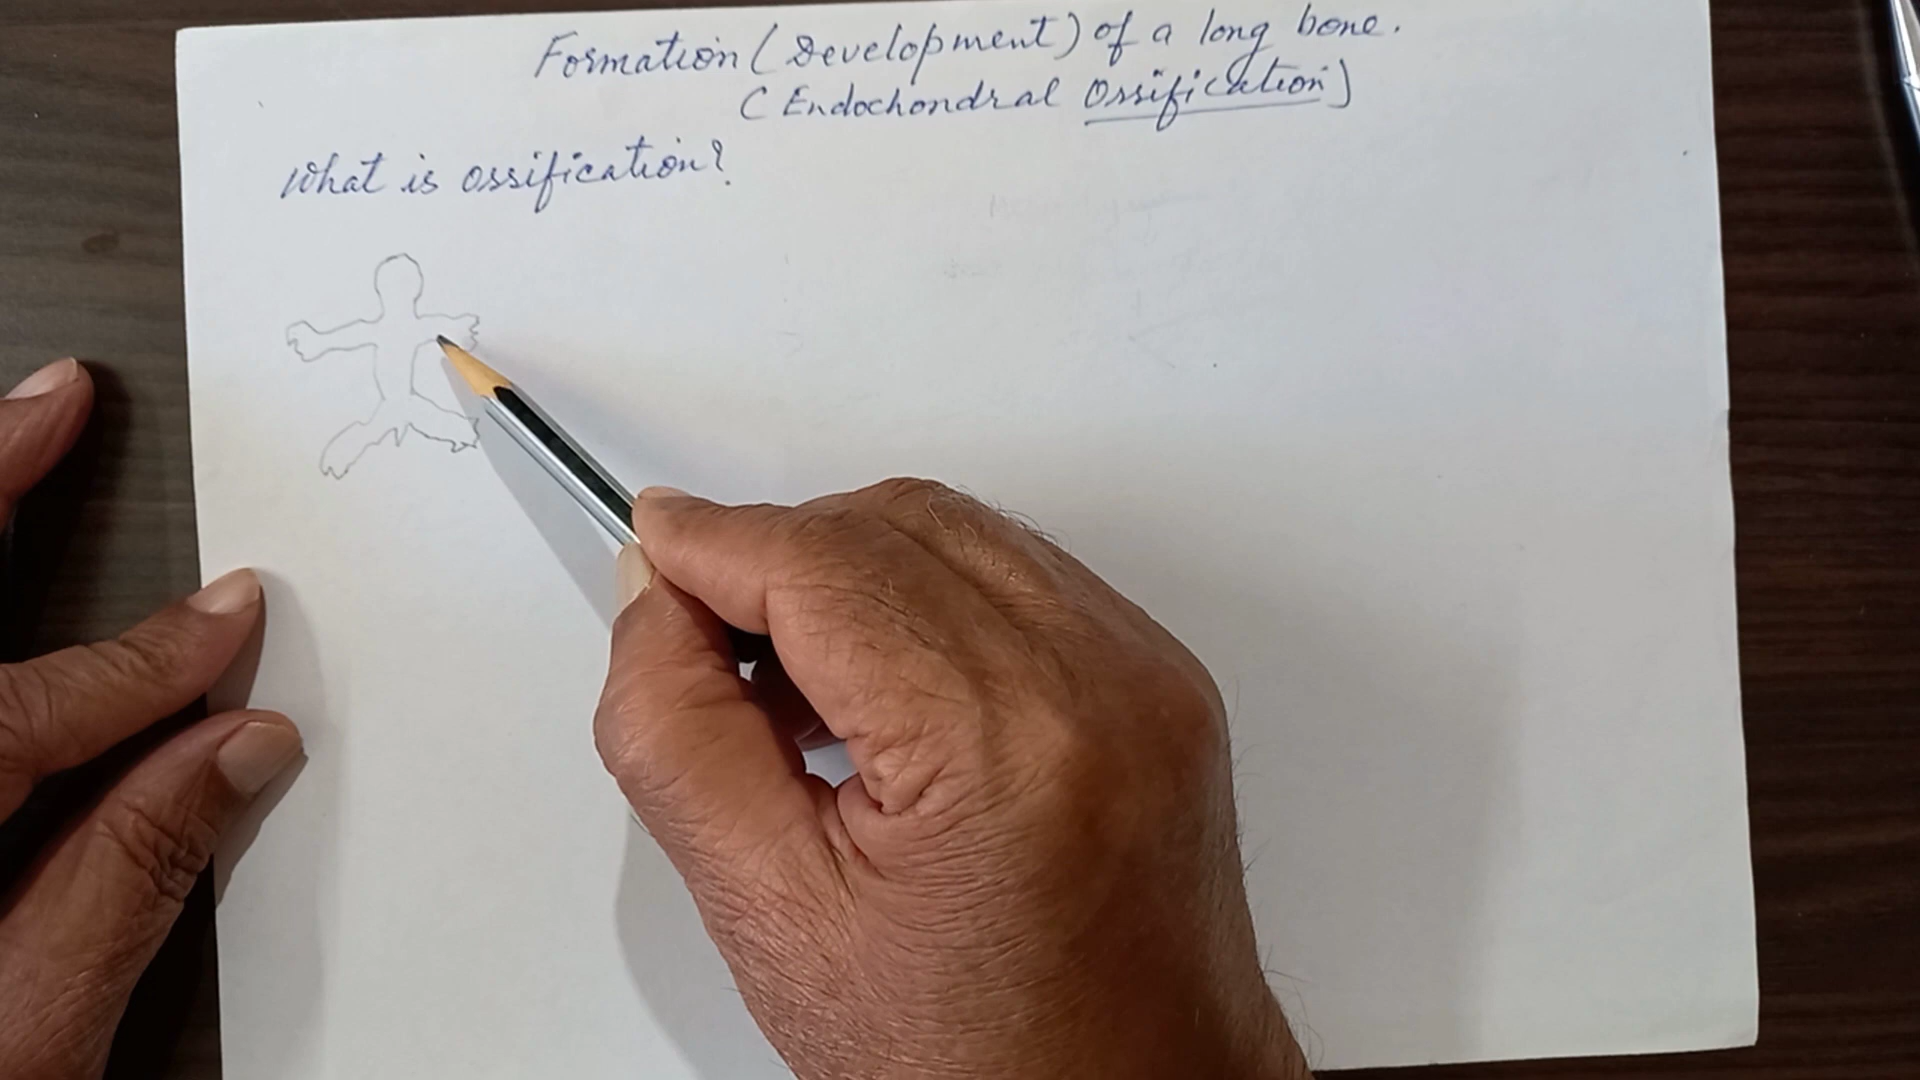 Formation (Development) of a long bone.
(Endochondral Ossification)
What is ossification?